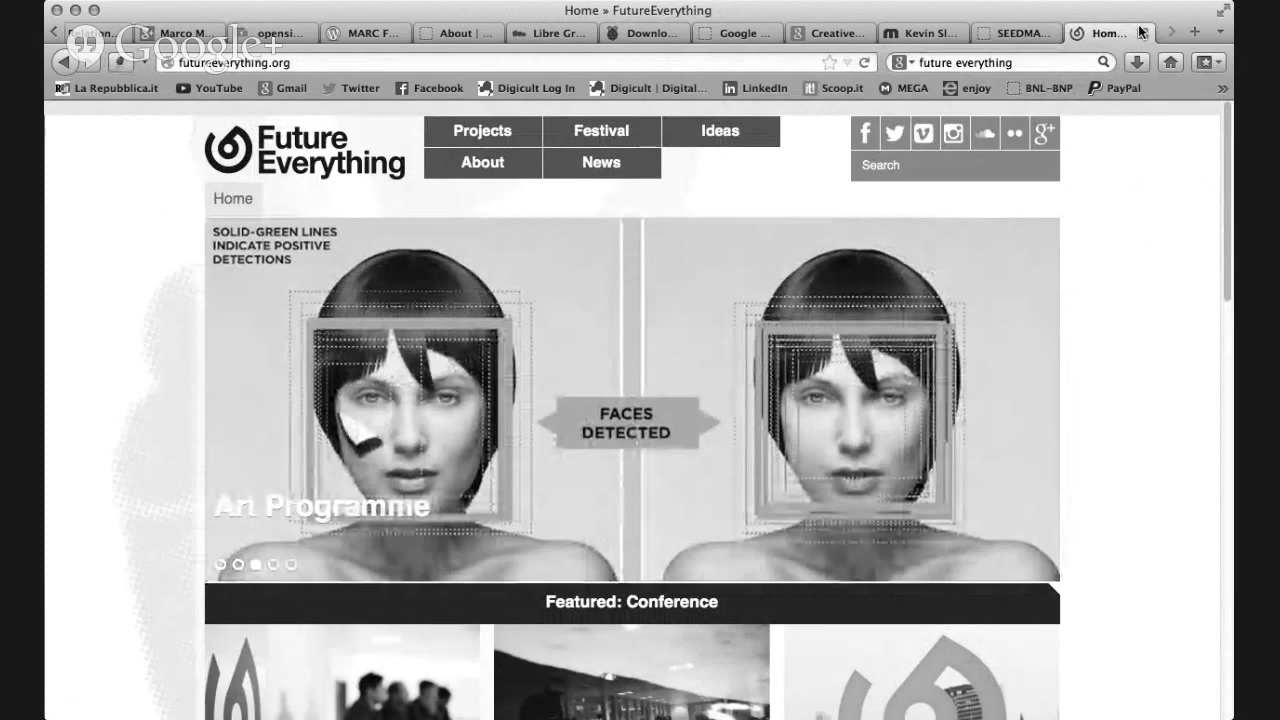 Home » FutureEverything
Marco M... opensi... MARC F... About | ... Libre Gr... Downlo... Google ... Creative... Kevin Sl... SEEDMA... Hom...
Google+
futureeverything.org
future everything
La Repubblica.it YouTube Gmail Twitter Facebook Digicult Log In Digicult | Digital... LinkedIn Scoop.it MEGA enjoy BNL-BNP PayPal »
Future
Everything
Projects Festival Ideas
About News
Search
Home
SOLID-GREEN LINES
INDICATE POSITIVE
DETECTIONS
FACES
DETECTED
Art Programme
Featured: Conference